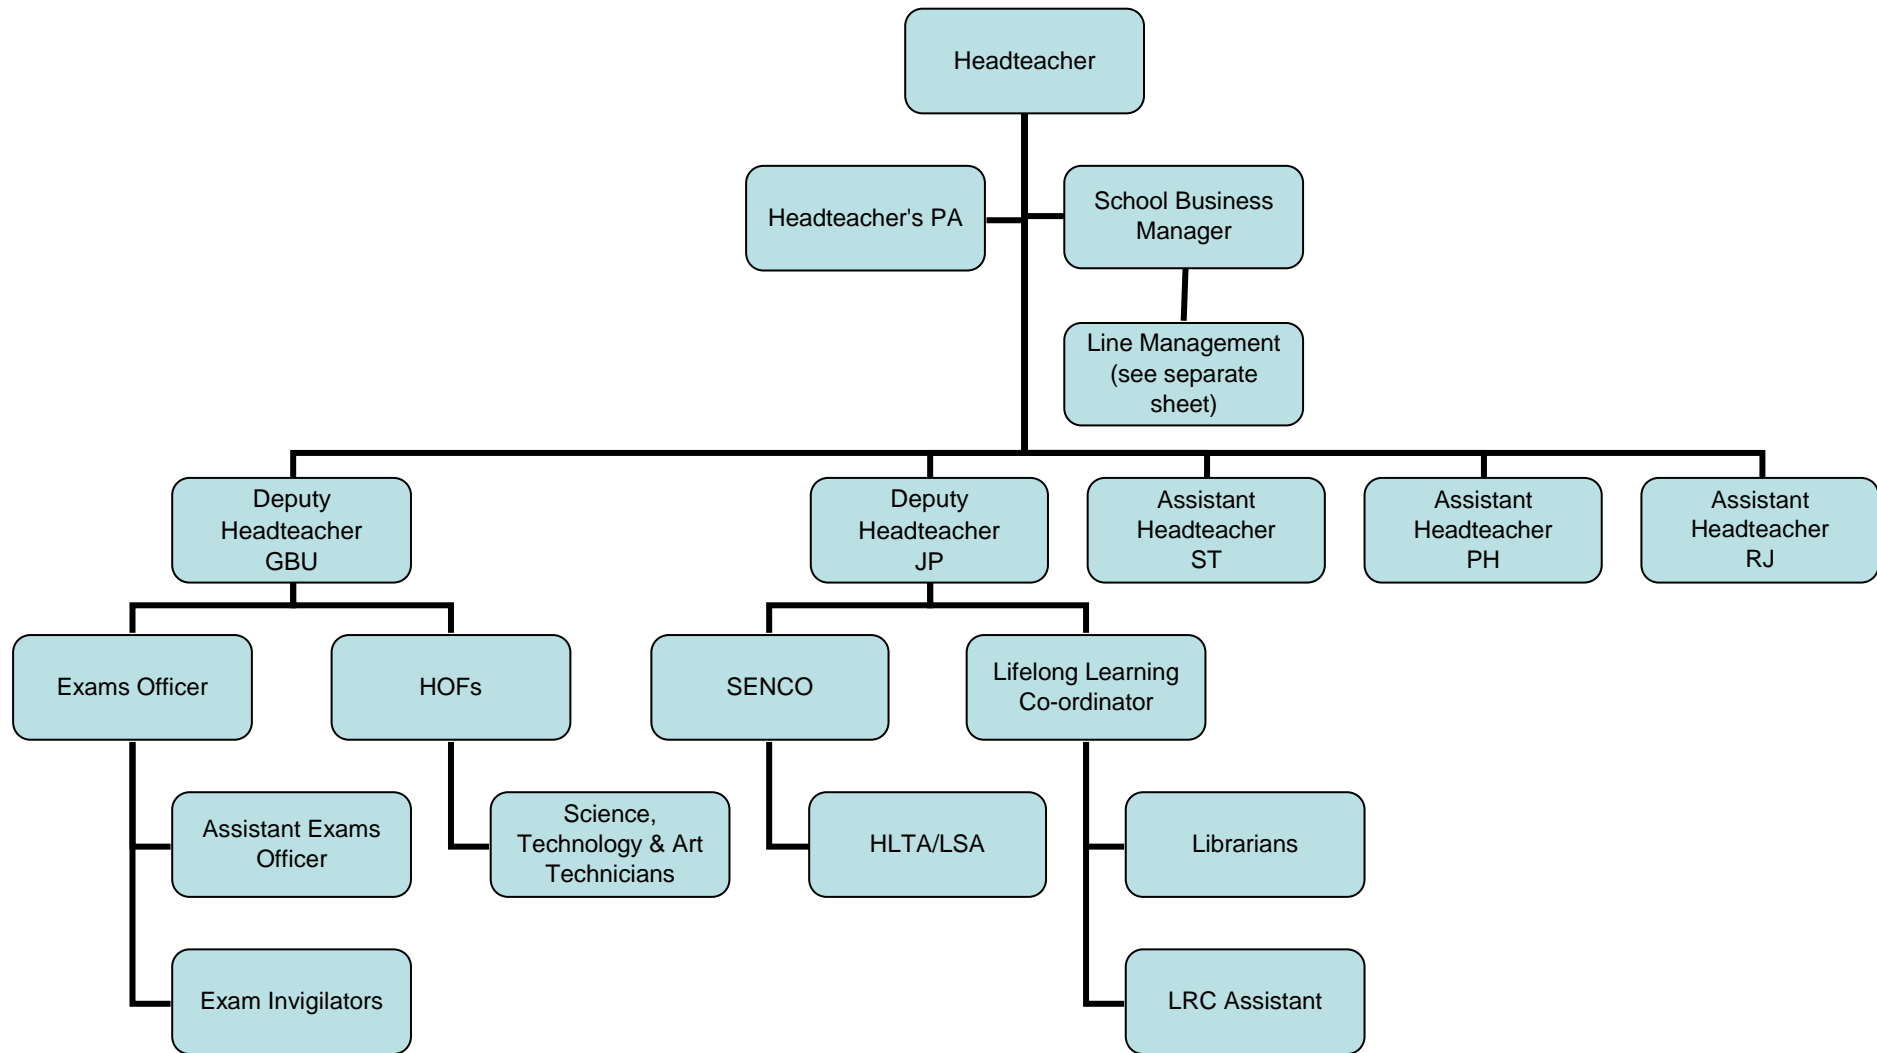 Headteacher
Headteacher's PA
School Business
Manager
Line Management
(see separate
sheet)
Deputy
Headteacher
GBU
Deputy
Headteacher
JP
Assistant
Headteacher
ST
Assistant
Headteacher
PH
Assistant
Headteacher
RJ
Exams Officer
HOFs
SENCO
Lifelong Learning
Co-ordinator
Assistant Exams
Officer
Science,
Technology & Art
Technicians
HLTA/LSA
Librarians
Exam Invigilators
LRC Assistant